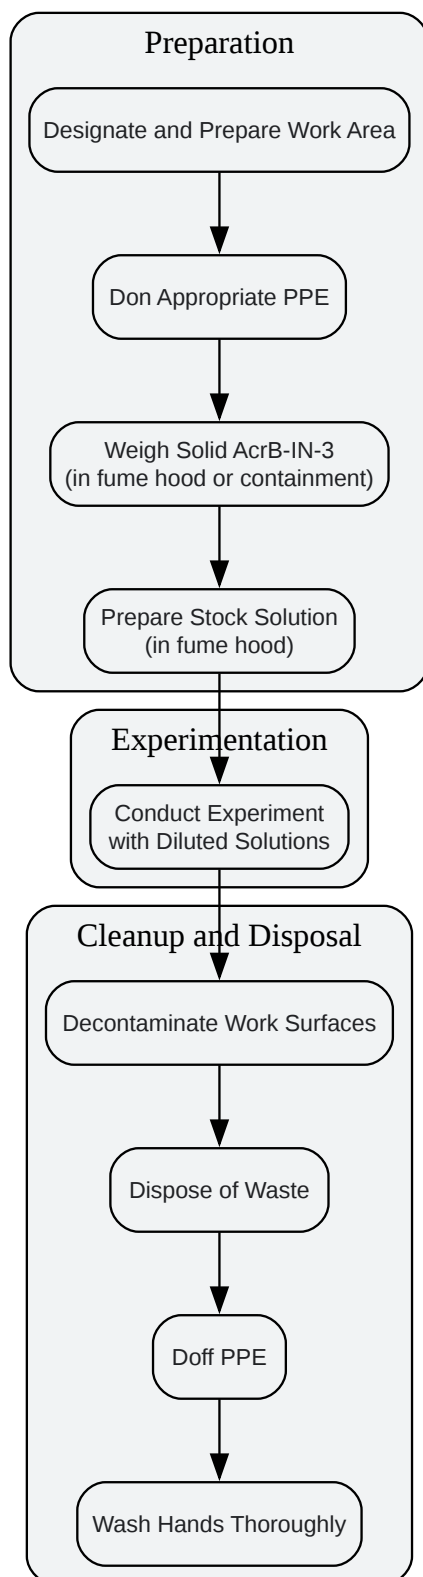 Preparation
Designate and Prepare Work Area
Don Appropriate PPE
Weigh Solid AcrB-IN-3
(in fume hood or containment)
Prepare Stock Solution
(in fume hood)
Experimentation
Conduct Experiment
with Diluted Solutions
Cleanup and Disposal
Decontaminate Work Surfaces
Dispose of Waste
Doff PPE
Wash Hands Thoroughly